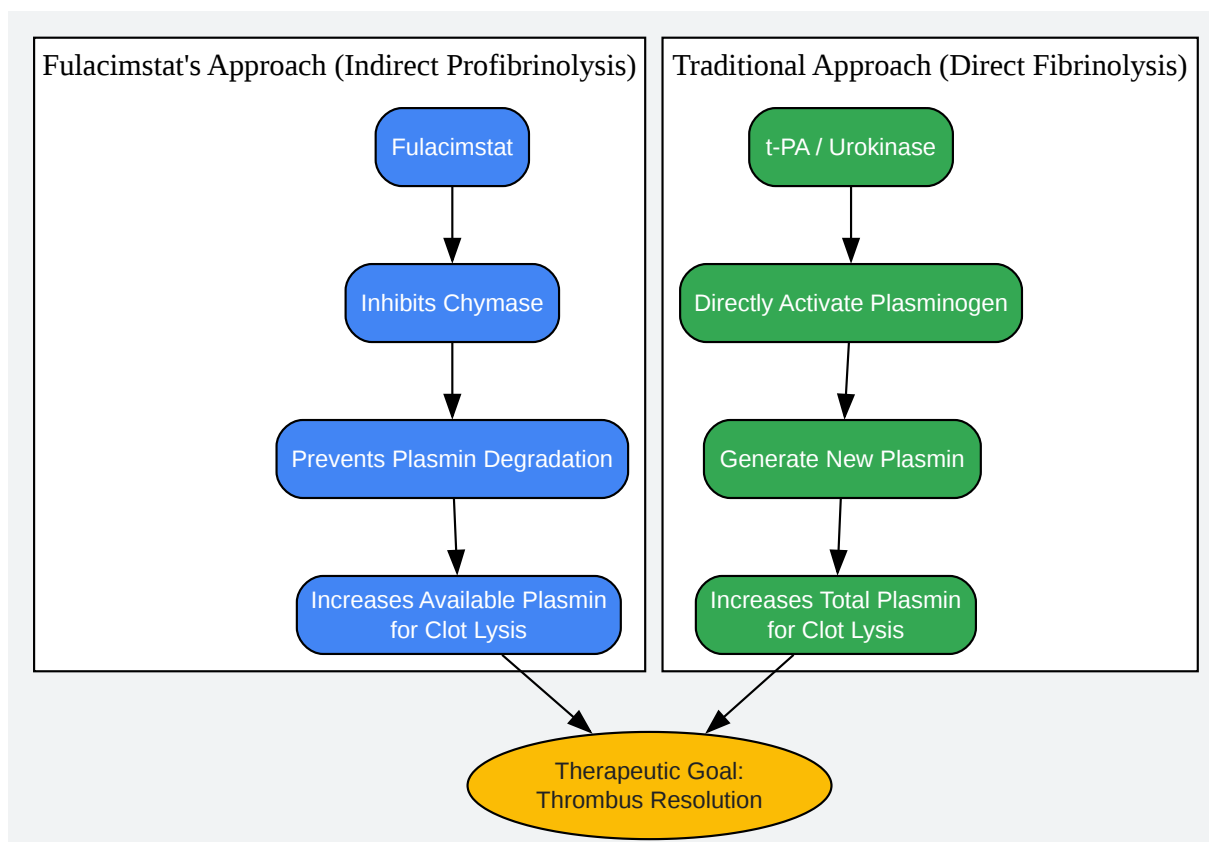 Fulacimstat's Approach (Indirect Profibrinolysis)
Fulacimstat
Inhibits Chymase
Prevents Plasmin Degradation
Increases Available Plasmin
for Clot Lysis
Traditional Approach (Direct Fibrinolysis)
t-PA / Urokinase
Directly Activate Plasminogen
Generate New Plasmin
Increases Total Plasmin
for Clot Lysis
Therapeutic Goal:
Thrombus Resolution